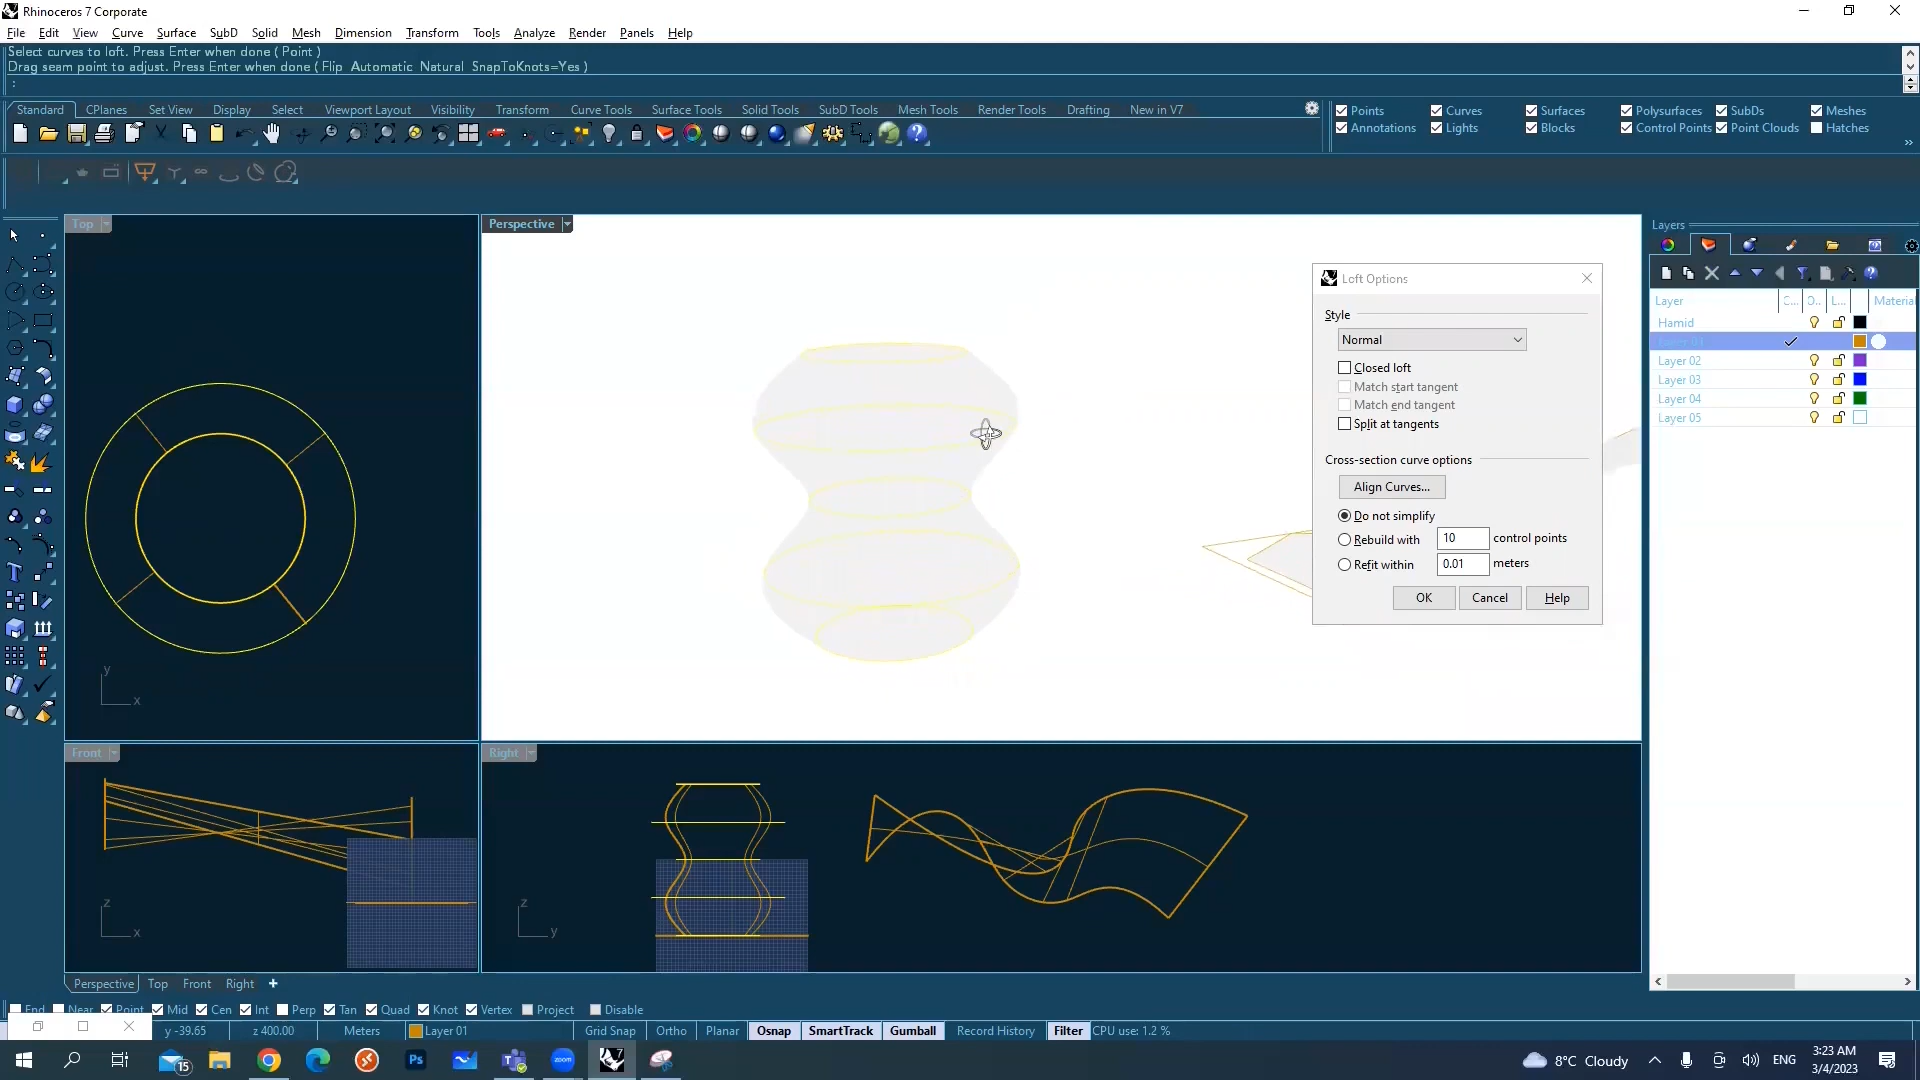 Rhinoceros 7 Corporate
File Edit View Curve Surface SubD Solid Mesh Dimension Transform Tools Analyze Render Panels Help
Select curves to loft. Press Enter when done ( Point )
Drag seam point to adjust. Press Enter when done ( Flip Automatic Natural SnapToKnots=Yes )
:
Standard CPlanes Set View Display Select Viewport Layout Visibility Transform Curve Tools Surface Tools Solid Tools SubD Tools Mesh Tools Render Tools Drafting New in V7
Points Curves Surfaces Polysurfaces SubDs Meshes
Annotations Lights Blocks Control Points Point Clouds Hatches
Top
Perspective
Layers
Layer C... O.. L... Materia
Hamid
Layer 01
Layer 02
Layer 03
Layer 04
Layer 05
Loft Options
Style
Normal
Closed loft
Match start tangent
Match end tangent
Split at tangents
Cross-section curve options
Align Curves...
Do not simplify
Rebuild with 10 control points
Refit within 0.01 meters
OK Cancel Help
y
x
Front
Right
z
x
z
y
Perspective Top Front Right
End Near Point Mid Cen Int Perp Tan Quad Knot Vertex Project Disable
y -39.65 z 400.00 Meters Layer 01 Grid Snap Ortho Planar Osnap SmartTrack Gumball Record History Filter CPU use: 1.2 %
15
Ps
zoom
8°C Cloudy
ENG
3:23 AM
3/4/2023